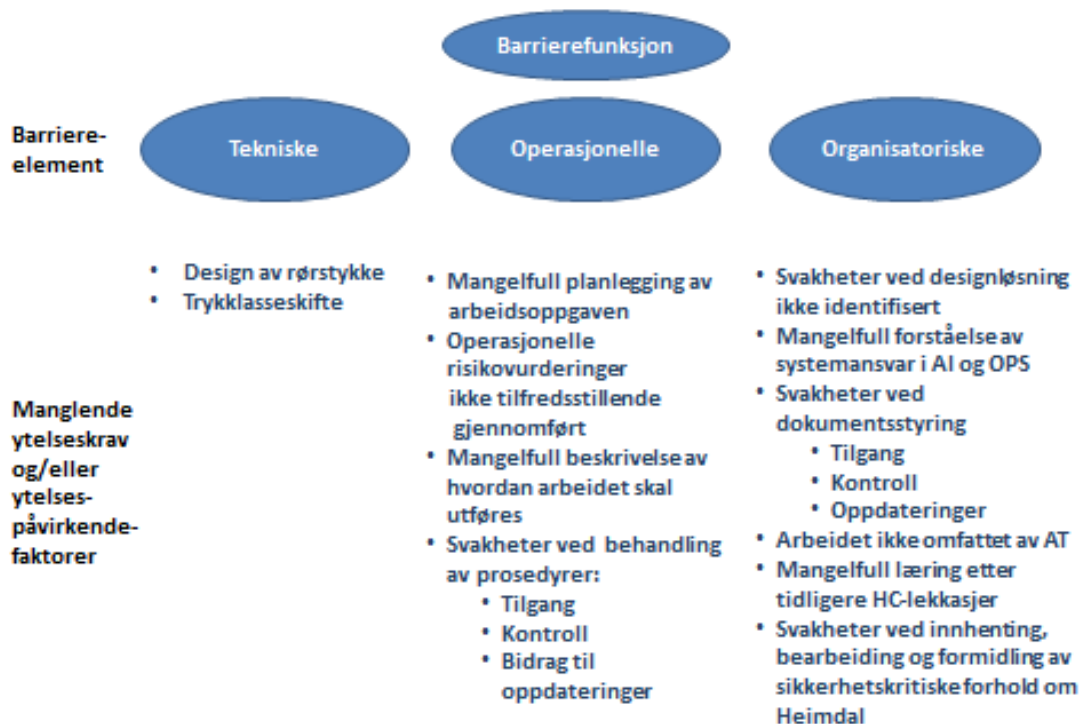 Barrierefunksjon
Barriere-
element
Tekniske
Operasjonelle
Organisatoriske
Manglende
ytelseskrav
og/eller
ytelses-
påvirkende-
faktorer
• Design av rørstykke
• Trykklasseskifte
• Mangelfull planlegging av
arbeidsoppgaven
• Operasjonelle
risikovurderinger
ikke tilfredsstillende
gjennomført
• Mangelfull beskrivelse av
hvordan arbeidet skal
utføres
• Svakheter ved behandling
av prosedyrer:
• Tilgang
• Kontroll
• Bidrag til
oppdateringer
• Svakheter ved designløsning
ikke identifisert
• Mangelfull forståelse av
systemansvar i AI og OPS
• Svakheter ved
dokumentsstyring
• Tilgang
• Kontroll
• Oppdateringer
• Arbeidet ikke omfattet av AT
• Mangelfull læring etter
tidligere HC-lekkasjer
• Svakheter ved innhenting,
bearbeiding og formidling av
sikkerhetskritiske forhold om
Heimdal